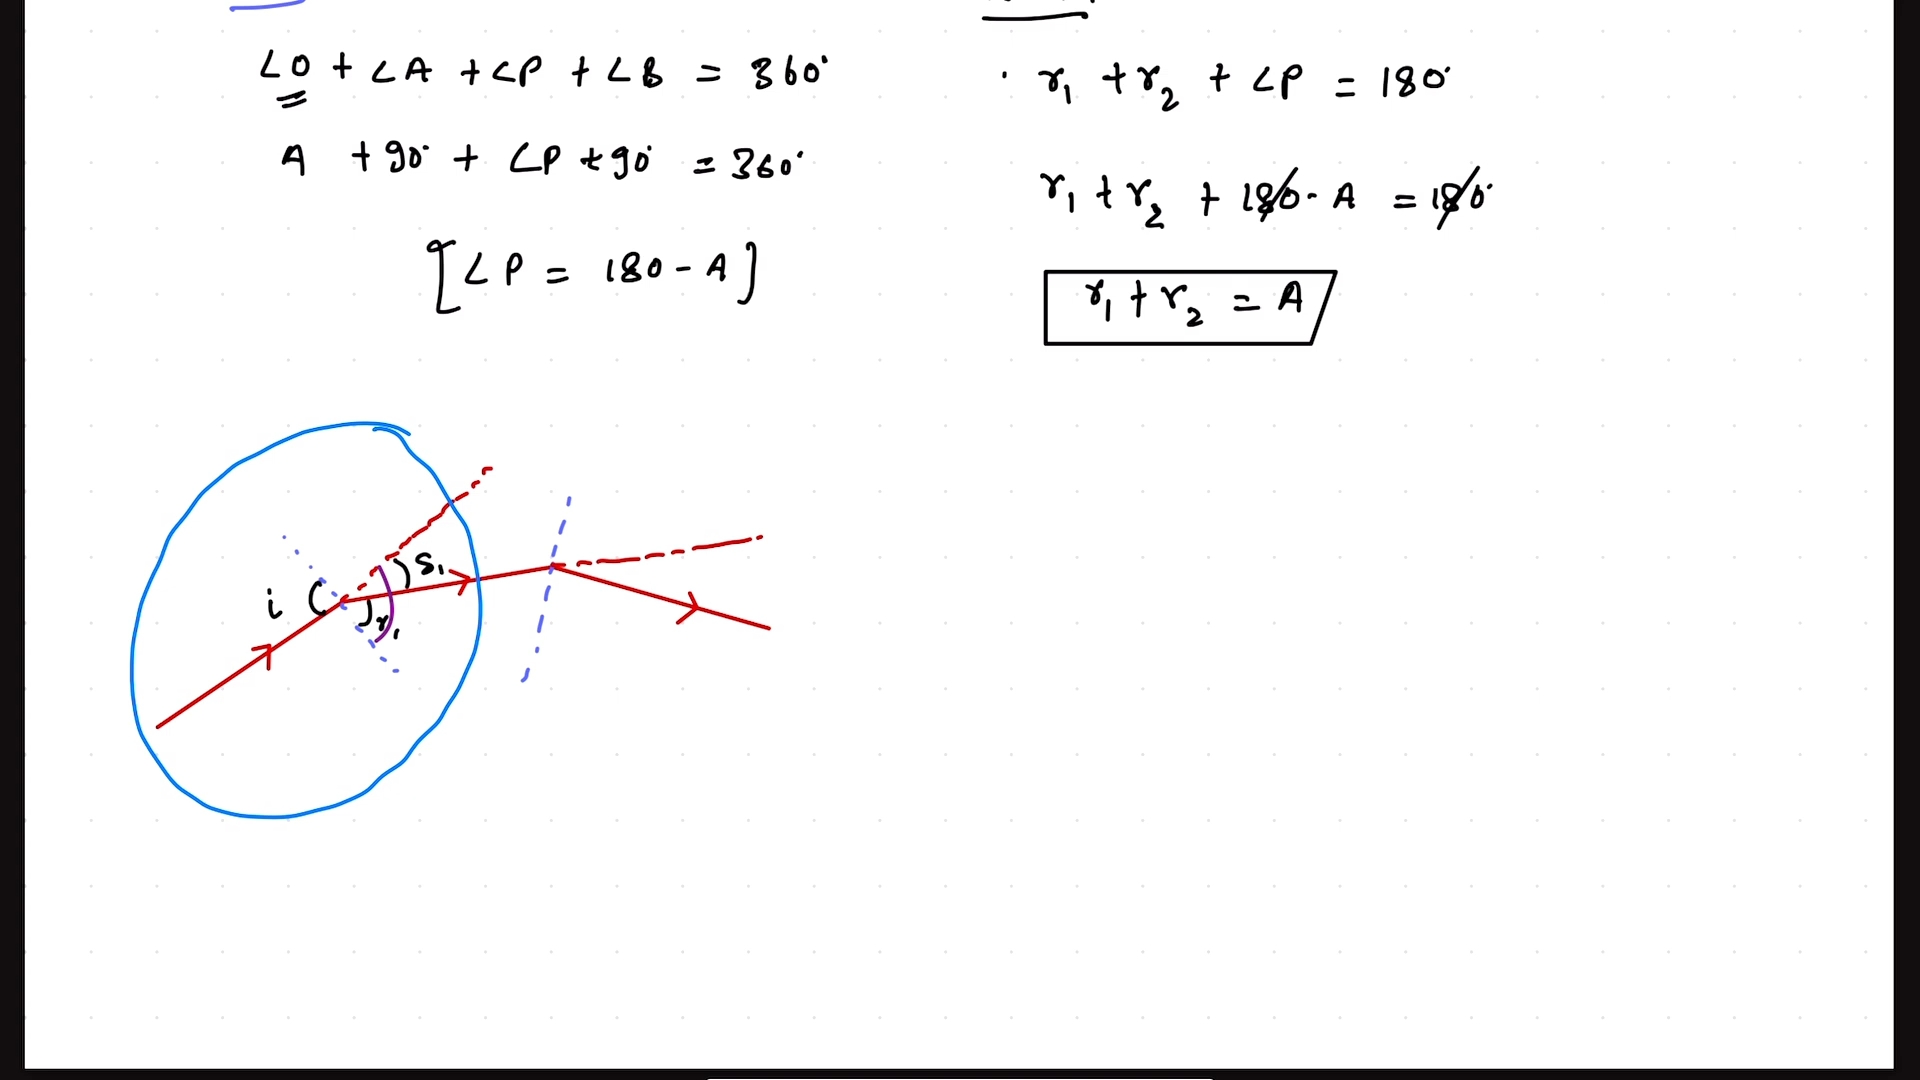 ∠O + ∠A + ∠P + ∠B = 360°
A + 90° + ∠P + 90° = 360°
[∠P = 180 - A]
r₁ + r₂ + ∠P = 180°
r₁ + r₂ + 180 - A = 180°
r₁ + r₂ = A
i
δ₁
r₁